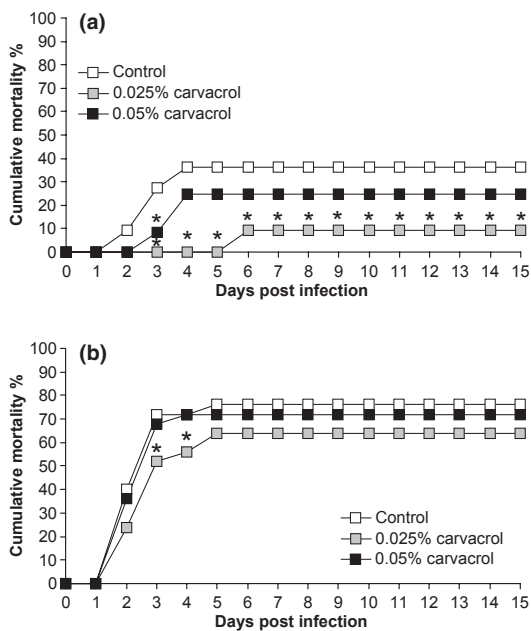 (a)
Cumulative mortality %
100
90
80
70
60
50
40
30
20
10
0
Control
0.025% carvacrol
0.05% carvacrol
* * * * * * * * * * * * * *
0 1 2 3 4 5 6 7 8 9 10 11 12 13 14 15
Days post infection
(b)
Cumulative mortality %
100
90
80
70
60
50
40
30
20
10
0
* *
Control
0.025% carvacrol
0.05% carvacrol
0 1 2 3 4 5 6 7 8 9 10 11 12 13 14 15
Days post infection